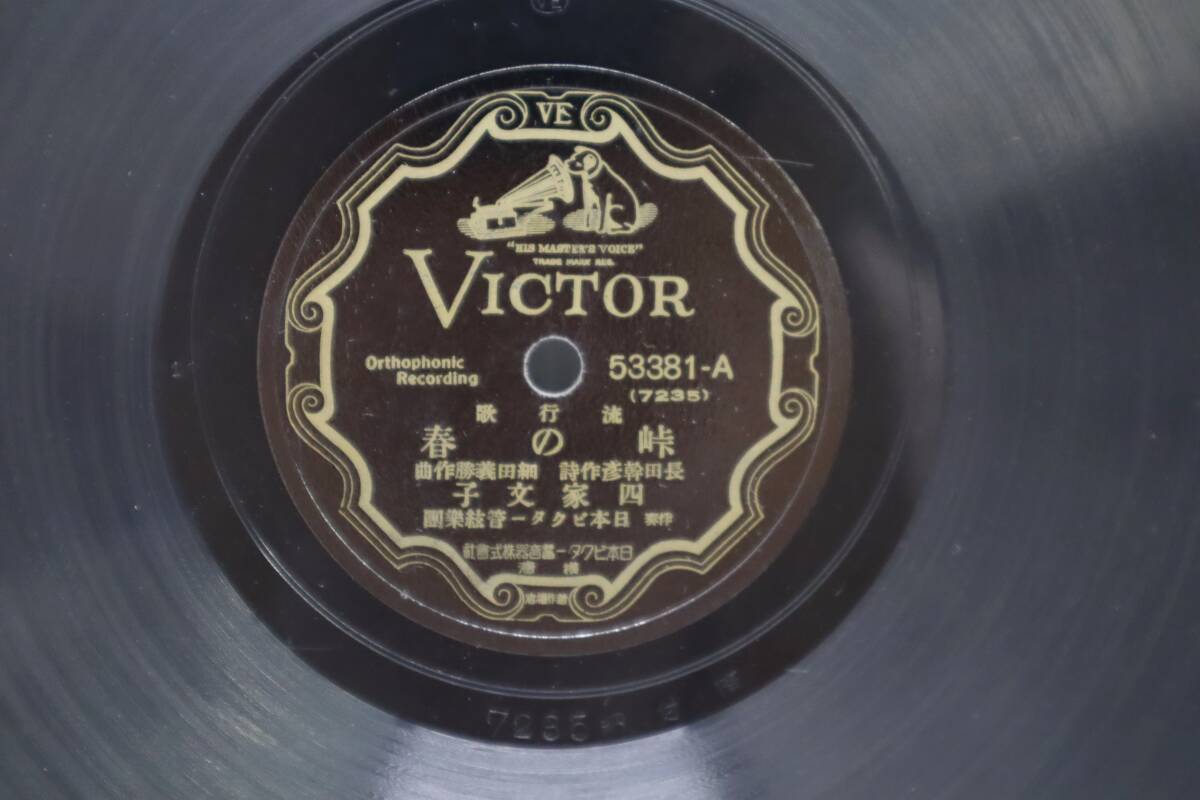 VE
"HIS MASTER'S VOICE"
TRADE MARK REG.
VICTOR
Orthophonic
Recording
53381-A
(7235)
流行歌
峠の春
長田幹彦作詩 細田義勝作曲
四家文子
伴奏 日本ビクター管絃樂團
日本ビクター蓄音器株式會社
橫濱
7235